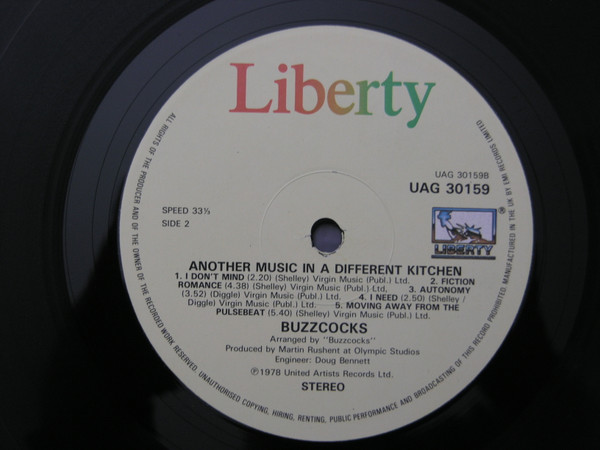 Liberty
UAG 30159B
UAG 30159
SPEED 33⅓
SIDE 2
®
LIBERTY
ANOTHER MUSIC IN A DIFFERENT KITCHEN
1. I DON'T MIND (2.20) (Shelley) Virgin Music (Publ.) Ltd. 2. FICTION
ROMANCE (4.38) (Shelley) Virgin Music (Publ.) Ltd. 3. AUTONOMY
(3.52) (Diggle) Virgin Music (Publ.) Ltd. 4. I NEED (2.50) (Shelley /
Diggle) Virgin Music (Publ.) Ltd. 5. MOVING AWAY FROM THE
PULSEBEAT (5.40) (Shelley) Virgin Music (Publ.) Ltd.
BUZZCOCKS
Arranged by "Buzzcocks"
Produced by Martin Rushent at Olympic Studios
Engineer: Doug Bennett
℗1978 United Artists Records Ltd.
STEREO
ALL RIGHTS OF THE PRODUCER AND OF THE OWNER OF THE RECORDED WORK RESERVED. UNAUTHORISED COPYING, HIRING, RENTING, PUBLIC PERFORMANCE AND BROADCASTING OF THIS RECORD PROHIBITED. MANUFACTURED IN THE UK BY EMI RECORDS LIMITED